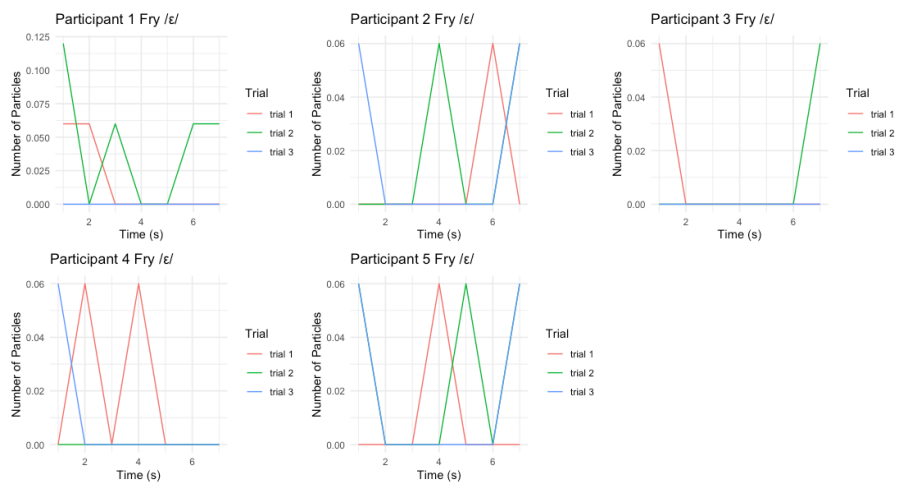 Participant 1 Fry /ɛ/
Number of Particles
0.125
0.100
0.075
0.050
0.025
0.000
2 4 6
Time (s)
Trial
trial 1
trial 2
trial 3
Participant 2 Fry /ɛ/
Number of Particles
0.06
0.04
0.02
0.00
2 4 6
Time (s)
Trial
trial 1
trial 2
trial 3
Participant 3 Fry /ɛ/
Number of Particles
0.06
0.04
0.02
0.00
2 4 6
Time (s)
Trial
trial 1
trial 2
trial 3
Participant 4 Fry /ɛ/
Number of Particles
0.06
0.04
0.02
0.00
2 4 6
Time (s)
Trial
trial 1
trial 2
trial 3
Participant 5 Fry /ɛ/
Number of Particles
0.06
0.04
0.02
0.00
2 4 6
Time (s)
Trial
trial 1
trial 2
trial 3